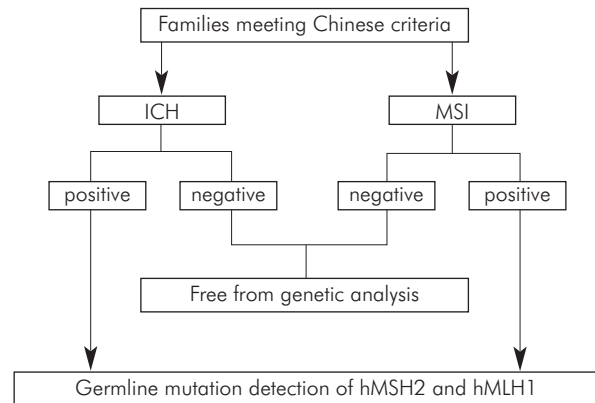 Families meeting Chinese criteria
ICH
MSI
positive
negative
negative
positive
Free from genetic analysis
Germline mutation detection of hMSH2 and hMLH1